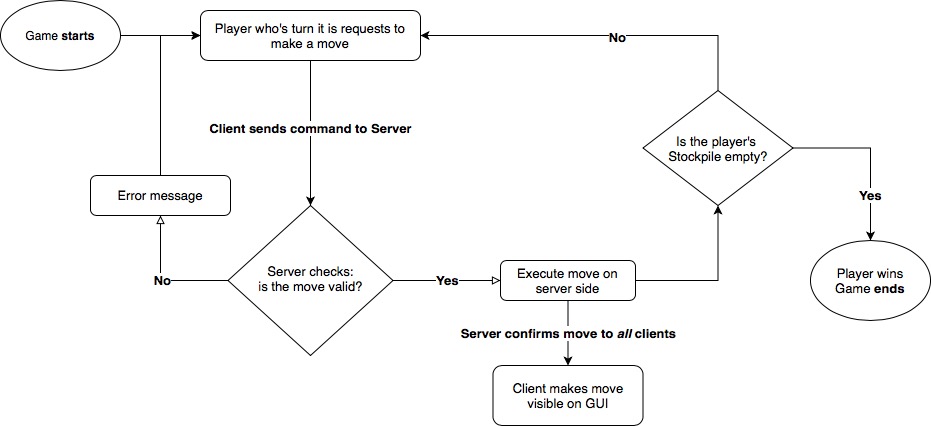 Game starts
Player who's turn it is requests to
make a move
No
Client sends command to Server
Is the player's
Stockpile empty?
Error message
Yes
Server checks:
is the move valid?
No
Yes
Execute move on
server side
Player wins
Game ends
Server confirms move to all clients
Client makes move
visible on GUI